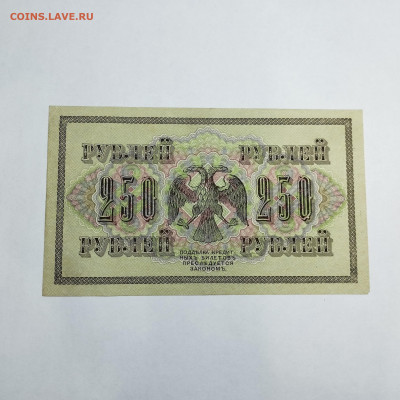 COINS.LAVE.RU
РУБЛЕЙ РУБЛЕЙ
250 250
РУБЛЕЙ РУБЛЕЙ
ПОДДѢЛКА КРЕДИТ
НЫХЪ БИЛЕТОВЪ
ПРЕСЛѢДУЕТСЯ
ЗАКОНОМЪ.